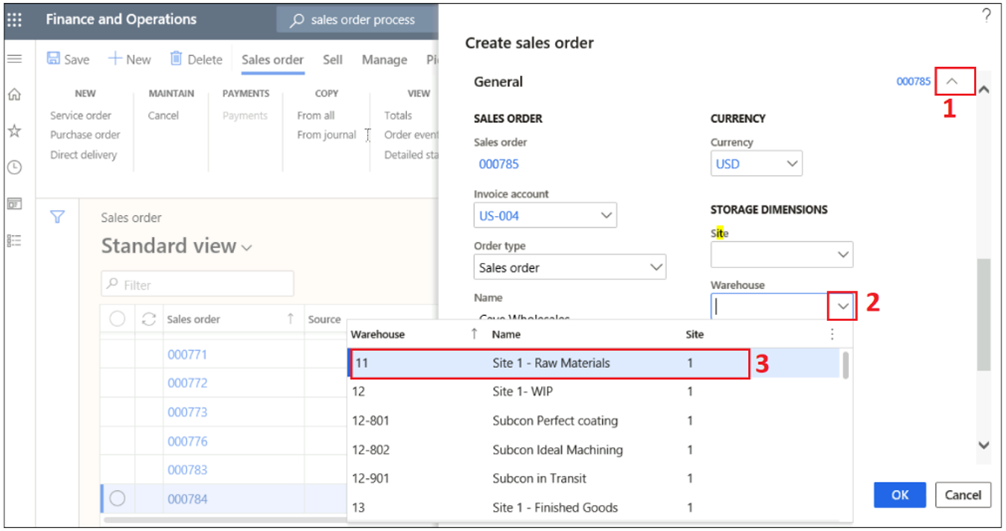 Finance and Operations
sales order process
?
Save
New
Delete
Sales order
Sell
Manage
Pi
NEW
Service order
Purchase order
Direct delivery
MAINTAIN
Cancel
PAYMENTS
Payments
COPY
From all
From journal
VIEW
Totals
Order event
Detailed sta
Sales order
Standard view
Filter
Sales order
Source
000771
000772
000773
000776
000783
000784
Create sales order
General
000785
1
SALES ORDER
Sales order
000785
Invoice account
US-004
Order type
Sales order
Name
Cave Wholesales
CURRENCY
Currency
USD
STORAGE DIMENSIONS
Site
Warehouse
2
Warehouse Name Site
11 Site 1 - Raw Materials 1
3
12 Site 1- WIP 1
12-801 Subcon Perfect coating 1
12-802 Subcon Ideal Machining 1
12-901 Subcon in Transit 1
13 Site 1 - Finished Goods 1
OK
Cancel